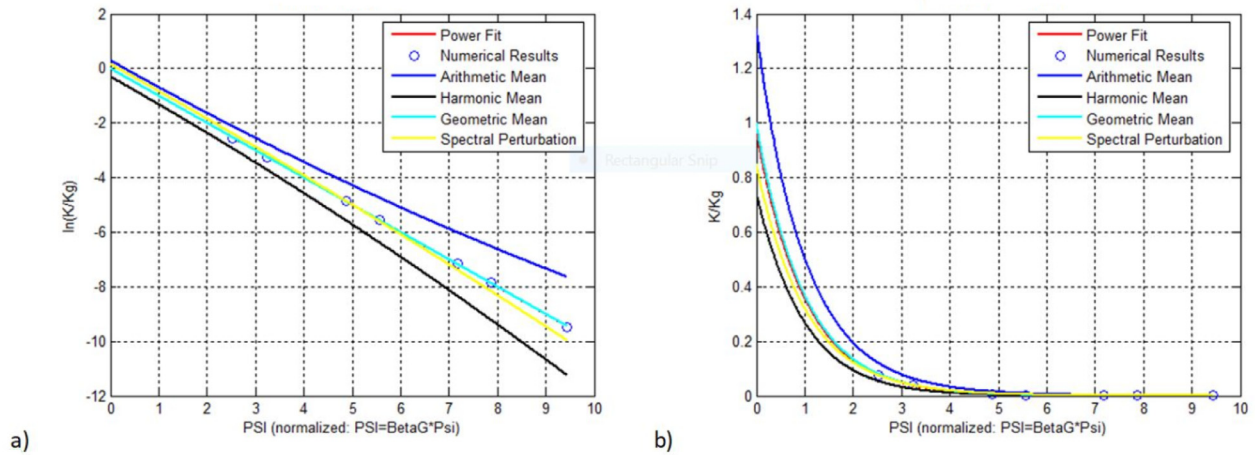 2
0
-2
-4
-6
-8
-10
-12
ln(K/Kg)
0 1 2 3 4 5 6 7 8 9 10
PSI (normalized: PSI=BetaG*Psi)
Power Fit
Numerical Results
Arithmetic Mean
Harmonic Mean
Geometric Mean
Spectral Perturbation
a)
Rectangular Snip
1.4
1.2
1
0.8
0.6
0.4
0.2
0
K/Kg
0 1 2 3 4 5 6 7 8 9 10
PSI (normalized: PSI=BetaG*Psi)
Power Fit
Numerical Results
Arithmetic Mean
Harmonic Mean
Geometric Mean
Spectral Perturbation
b)